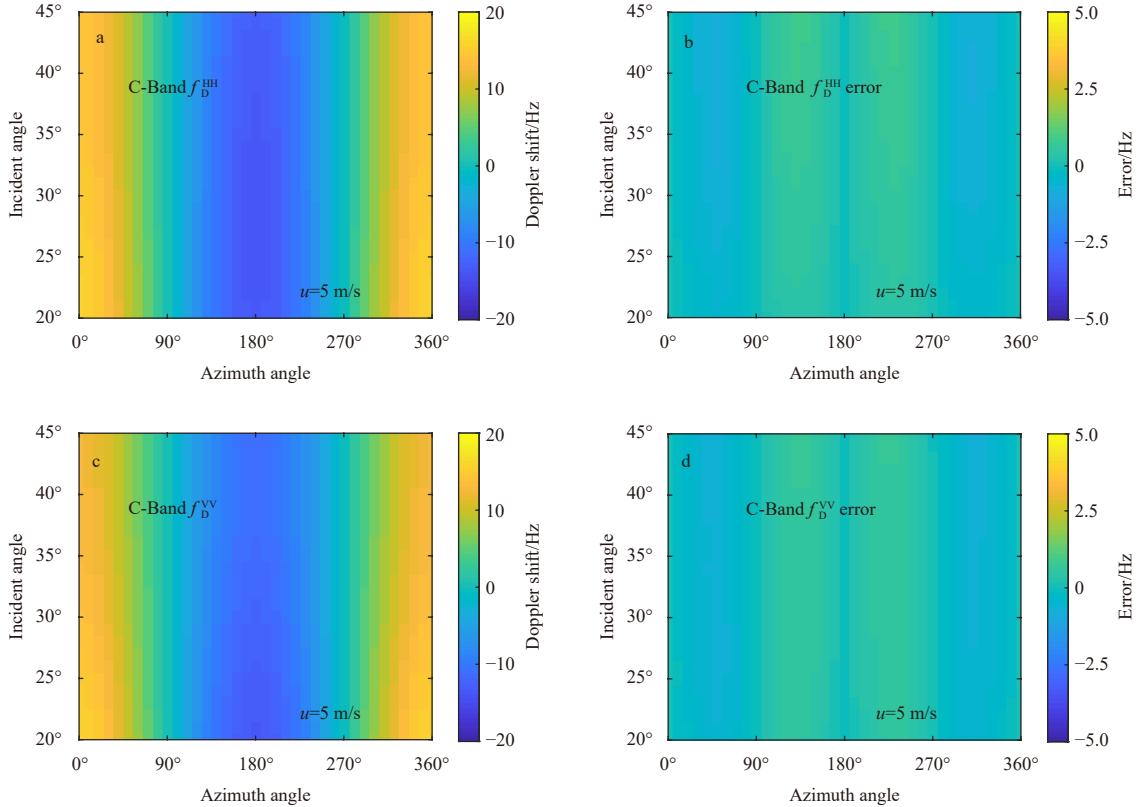 45°
40°
35°
30°
25°
20°
0°
90°
180°
270°
360°
Incident angle
Azimuth angle
a
C-Band f_D^HH
u=5 m/s
20
10
0
−10
−20
Doppler shift/Hz
45°
40°
35°
30°
25°
20°
0°
90°
180°
270°
360°
Incident angle
Azimuth angle
b
C-Band f_D^HH error
u=5 m/s
5.0
2.5
0
−2.5
−5.0
Error/Hz
45°
40°
35°
30°
25°
20°
0°
90°
180°
270°
360°
Incident angle
Azimuth angle
c
C-Band f_D^VV
u=5 m/s
20
10
0
−10
−20
Doppler shift/Hz
45°
40°
35°
30°
25°
20°
0°
90°
180°
270°
360°
Incident angle
Azimuth angle
d
C-Band f_D^VV error
u=5 m/s
5.0
2.5
0
−2.5
−5.0
Error/Hz